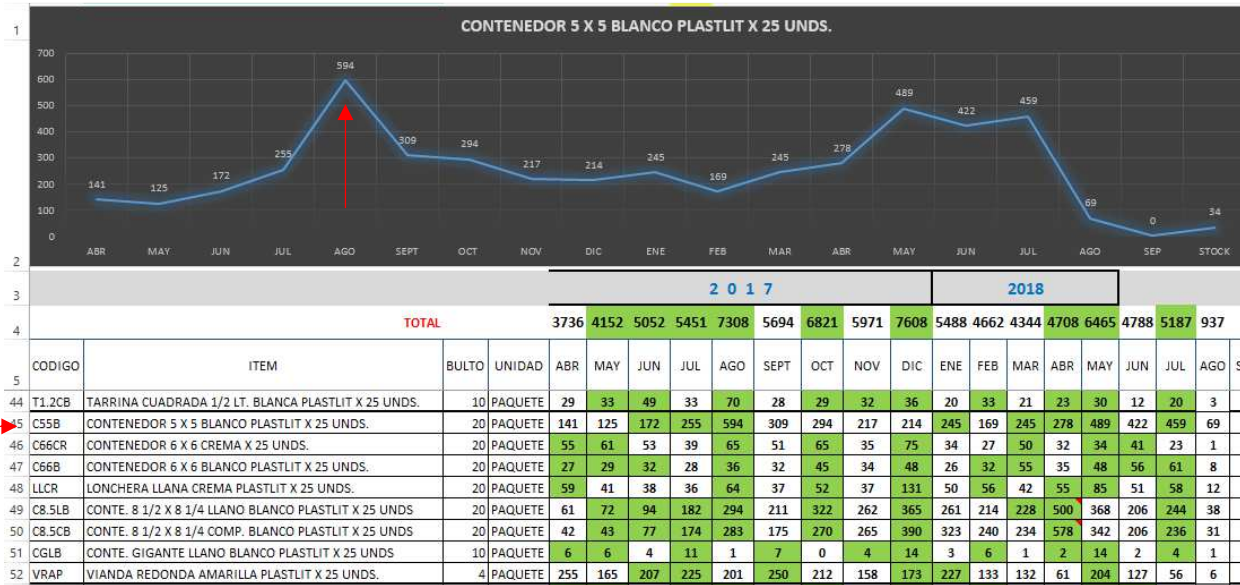 1
CONTENEDOR 5 X 5 BLANCO PLASTLIT X 25 UNDS.
700
600
500
400
300
200
100
0
141 125 172 255 594 309 294 217 214 245 169 245 278 489 422 459 69 0 34
ABR MAY JUN JUL AGO SEPT OCT NOV DIC ENE FEB MAR ABR MAY JUN JUL AGO SEP STOCK
2
3 2 0 1 7 2018
4 TOTAL 3736 4152 5052 5451 7308 5694 6821 5971 7608 5488 4662 4344 4708 6465 4788 5187 937
5 CODIGO ITEM BULTO UNIDAD ABR MAY JUN JUL AGO SEPT OCT NOV DIC ENE FEB MAR ABR MAY JUN JUL AGO S
44 T1.2CB TARRINA CUADRADA 1/2 LT. BLANCA PLASTLIT X 25 UNDS. 10 PAQUETE 29 33 49 33 70 28 29 32 36 20 33 21 23 30 12 20 3
45 C55B CONTENEDOR 5 X 5 BLANCO PLASTLIT X 25 UNDS. 20 PAQUETE 141 125 172 255 594 309 294 217 214 245 169 245 278 489 422 459 69
46 C66CR CONTENEDOR 6 X 6 CREMA X 25 UNDS. 20 PAQUETE 55 61 53 39 65 51 65 35 75 34 27 50 32 34 41 23 1
47 C66B CONTENEDOR 6 X 6 BLANCO PLASTLIT X 25 UNDS. 20 PAQUETE 27 29 32 28 36 32 45 34 48 26 32 55 35 48 56 61 8
48 LLCR LONCHERA LLANA CREMA PLASTLIT X 25 UNDS. 20 PAQUETE 59 41 38 36 64 37 52 37 131 50 56 42 55 85 51 58 12
49 C8.5LB CONTE. 8 1/2 X 8 1/4 LLANO BLANCO PLASTLIT X 25 UNDS 20 PAQUETE 61 72 94 182 294 211 322 262 365 261 214 228 500 368 206 244 38
50 C8.5CB CONTE. 8 1/2 X 8 1/4 COMP. BLANCO PLASTLIT X 25 UNDS 20 PAQUETE 42 43 77 174 283 175 270 265 390 323 240 234 578 342 206 236 31
51 CGLB CONTE. GIGANTE LLANO BLANCO PLASTLIT X 25 UNDS 10 PAQUETE 6 6 4 11 1 7 0 4 14 3 6 1 2 14 2 4 1
52 VRAP VIANDA REDONDA AMARILLA PLASTLIT X 25 UNDS. 4 PAQUETE 255 165 207 225 201 250 212 158 173 227 133 132 61 204 127 56 6